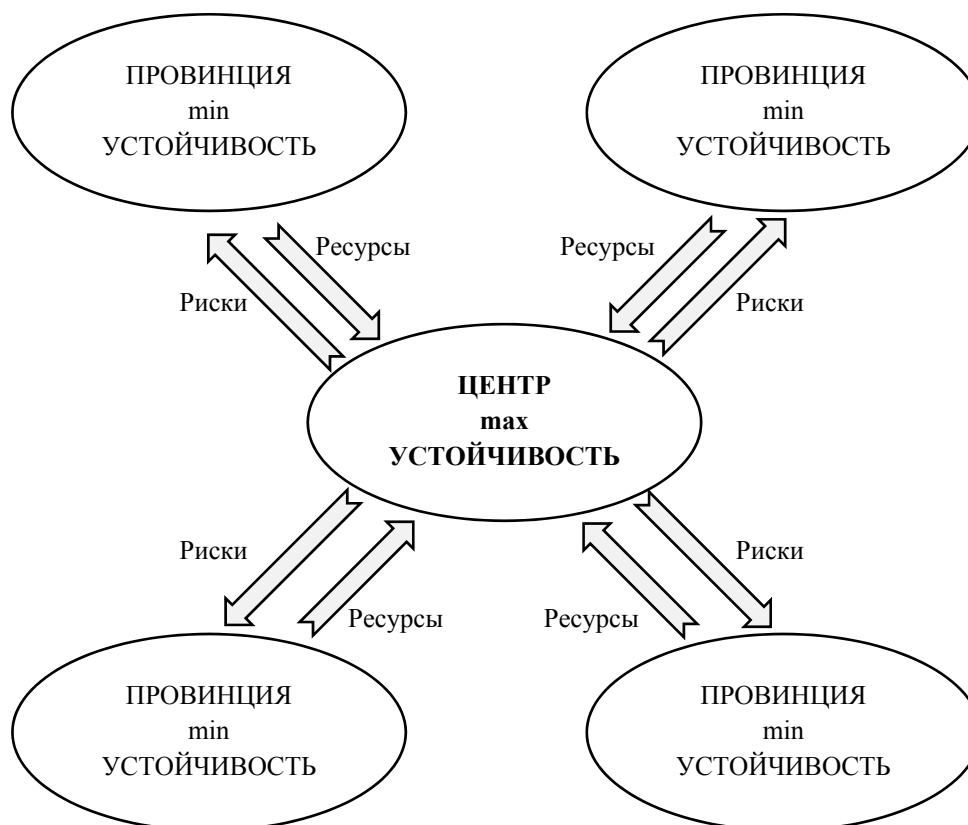 ПРОВИНЦИЯ
min
УСТОЙЧИВОСТЬ
ПРОВИНЦИЯ
min
УСТОЙЧИВОСТЬ
Ресурсы
Ресурсы
Риски
Риски
ЦЕНТР
max
УСТОЙЧИВОСТЬ
Риски
Риски
Ресурсы
Ресурсы
ПРОВИНЦИЯ
min
УСТОЙЧИВОСТЬ
ПРОВИНЦИЯ
min
УСТОЙЧИВОСТЬ